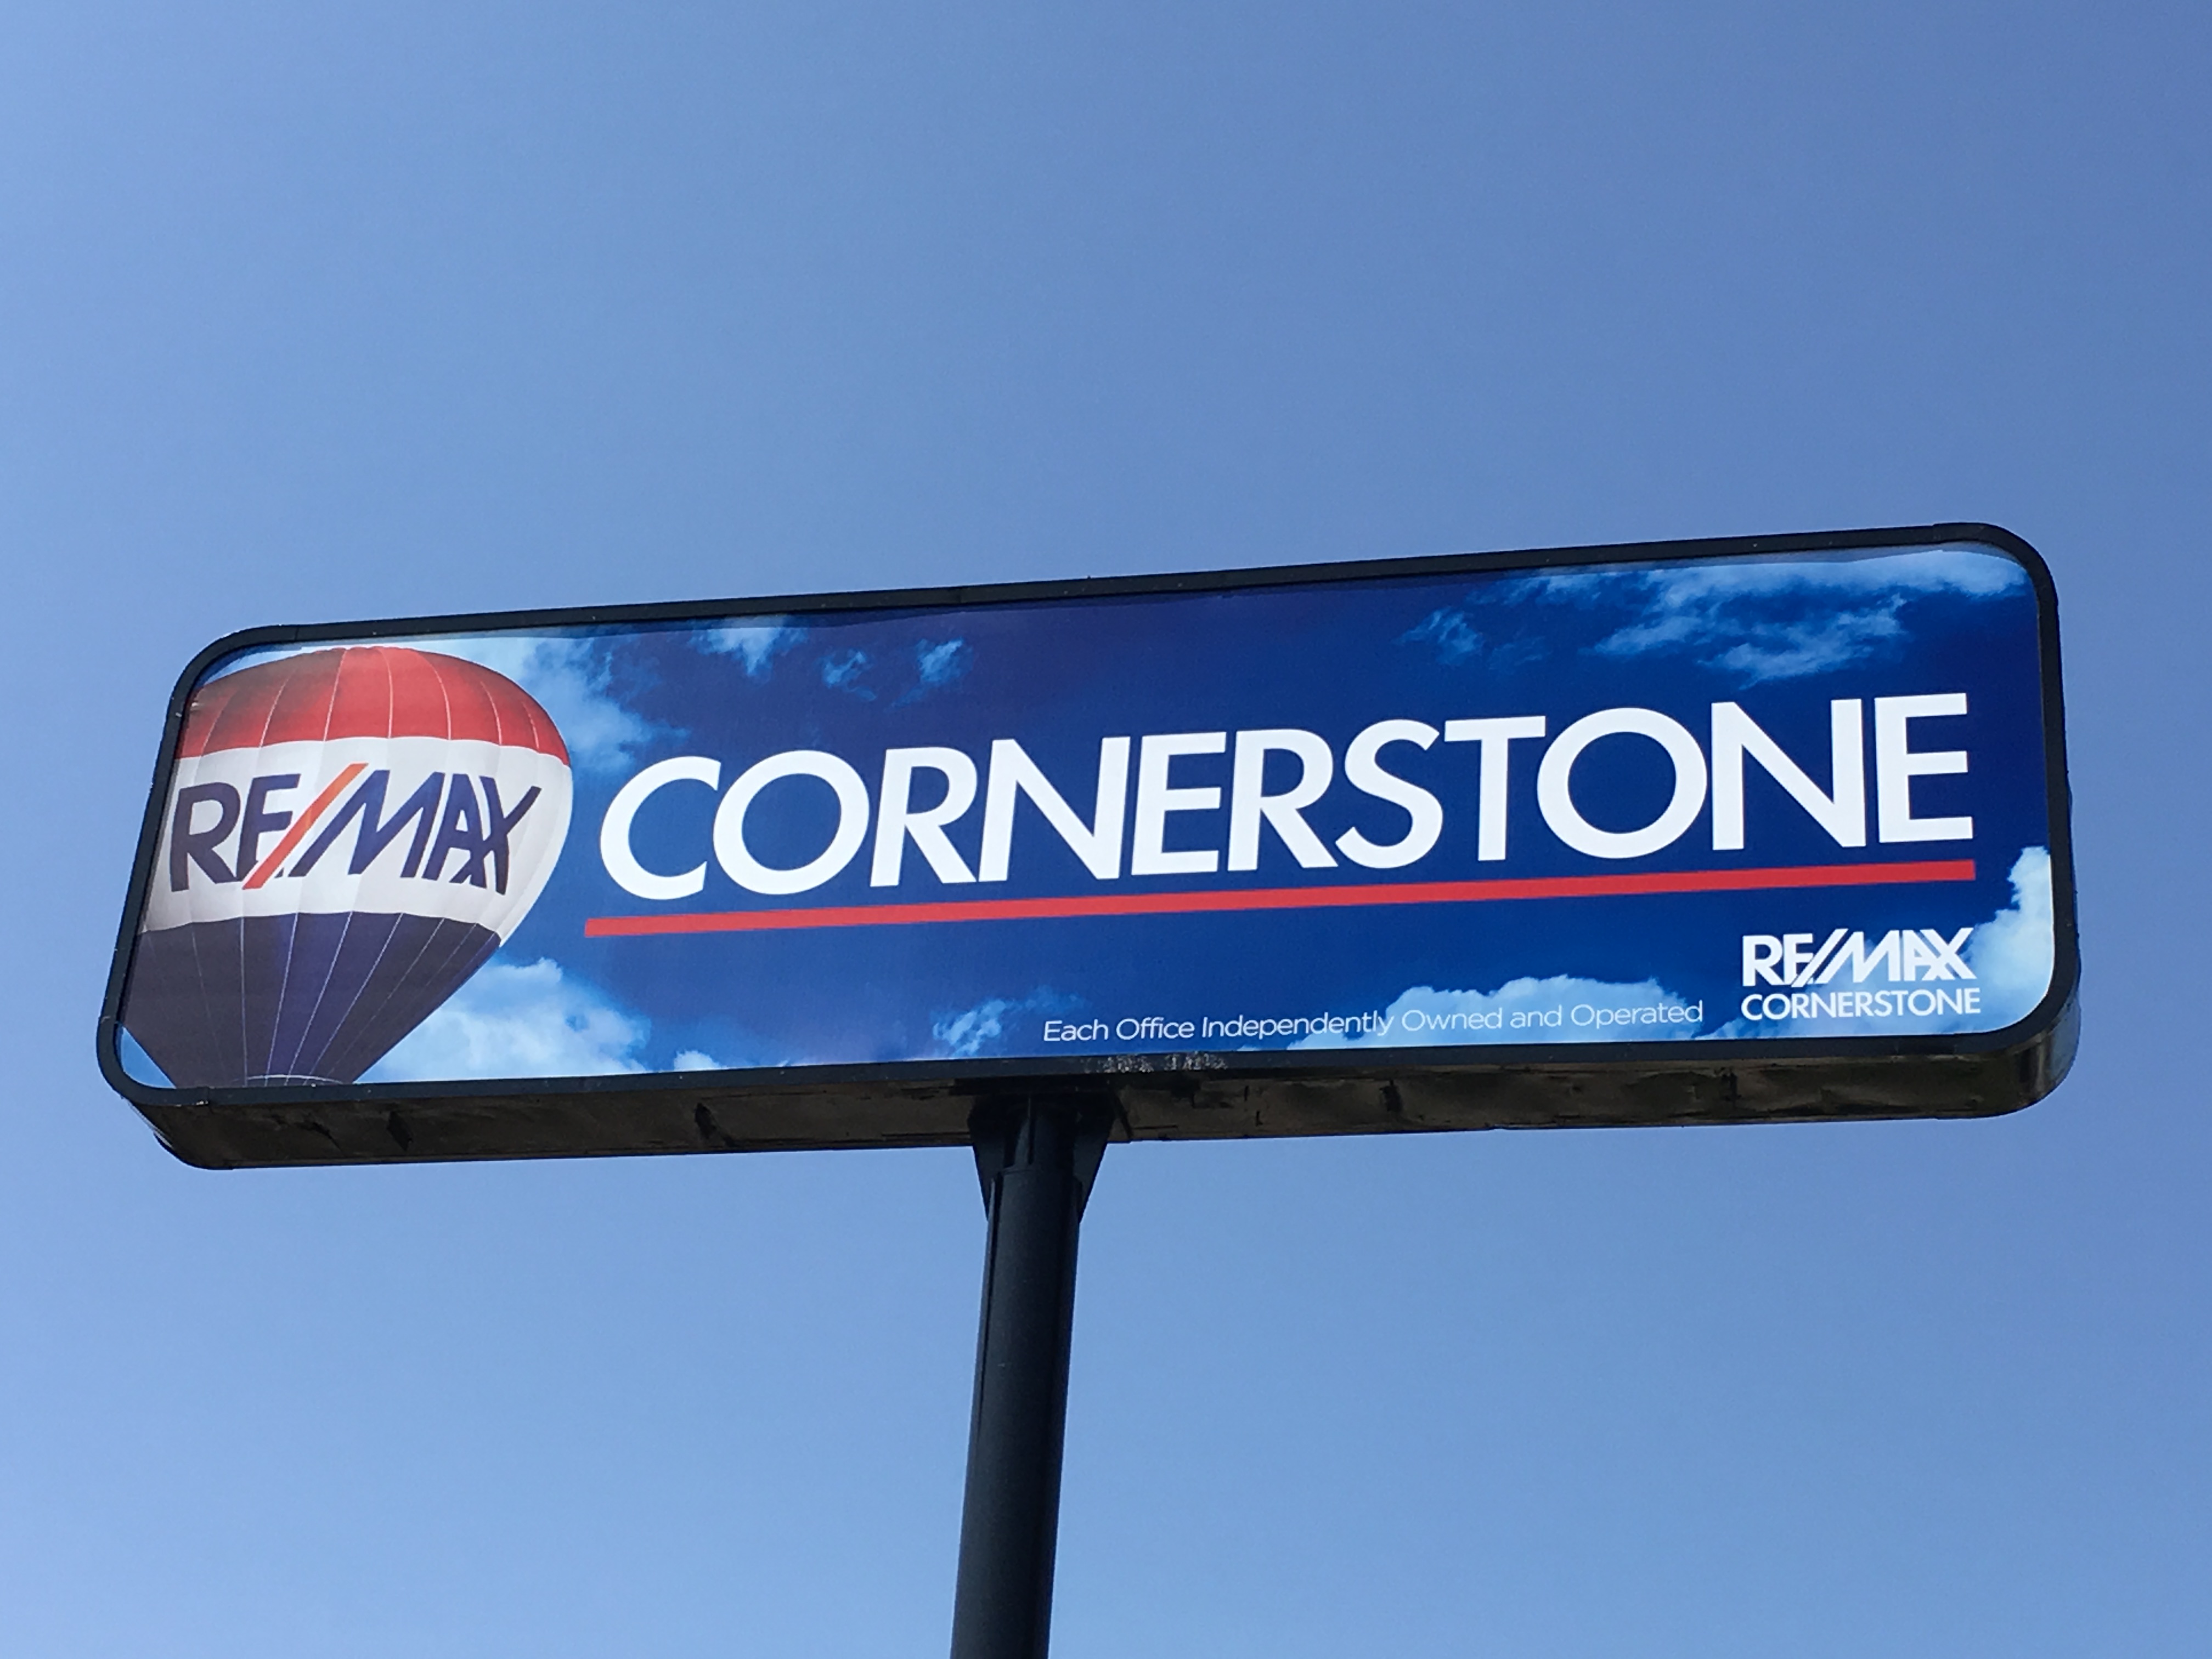 RE/MAX
CORNERSTONE
Each Office Independently Owned and Operated
RE/MAX
CORNERSTONE